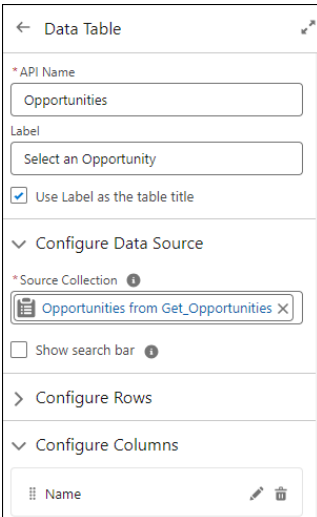 Data Table
*API Name
Opportunities
Label
Select an Opportunity
Use Label as the table title
Configure Data Source
*Source Collection
Opportunities from Get_Opportunities
Show search bar
Configure Rows
Configure Columns
Name